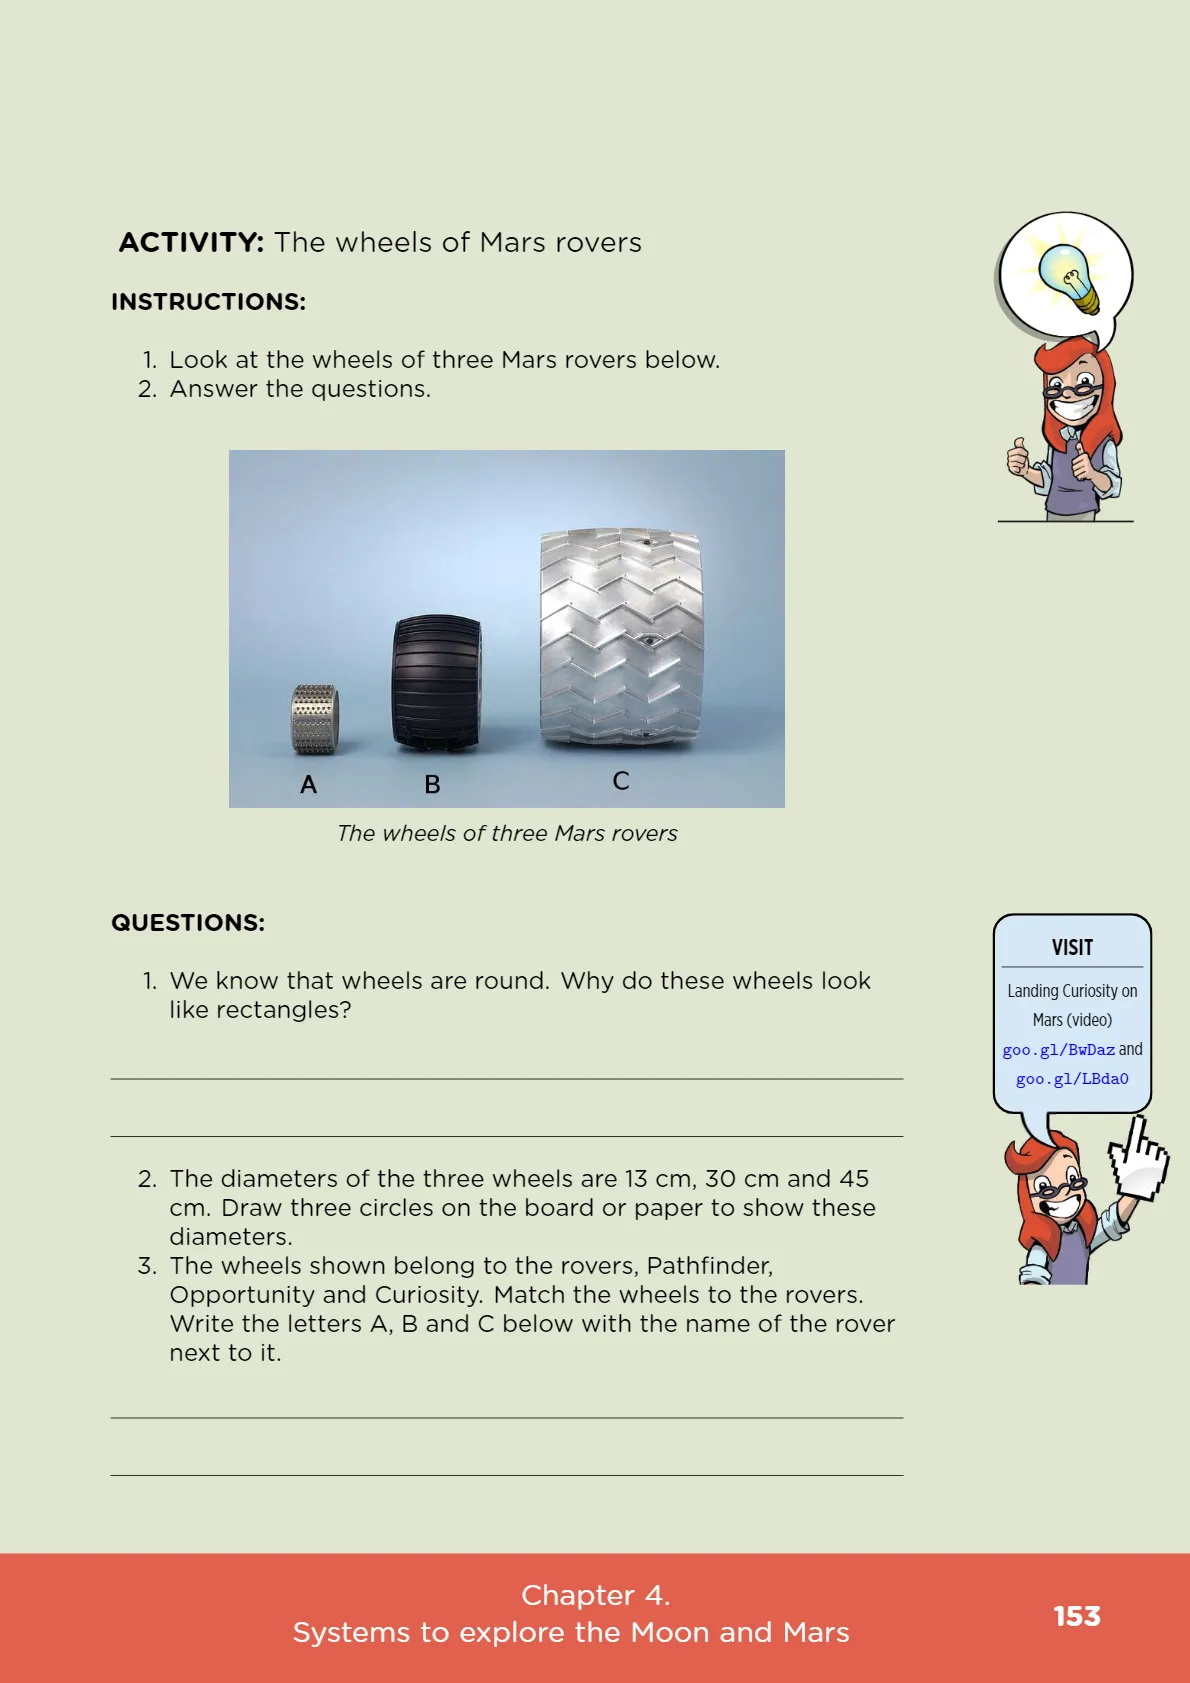 ACTIVITY: The wheels of Mars rovers
INSTRUCTIONS:
1. Look at the wheels of three Mars rovers below.
2. Answer the questions.
A
B
C
The wheels of three Mars rovers
QUESTIONS:
1. We know that wheels are round. Why do these wheels look
like rectangles?
VISIT
Landing Curiosity on
Mars (video)
goo.gl/BwDaz and
goo.gl/LBda0
2. The diameters of the three wheels are 13 cm, 30 cm and 45
cm. Draw three circles on the board or paper to show these
diameters.
3. The wheels shown belong to the rovers, Pathfinder,
Opportunity and Curiosity. Match the wheels to the rovers.
Write the letters A, B and C below with the name of the rover
next to it.
Chapter 4.
Systems to explore the Moon and Mars
153